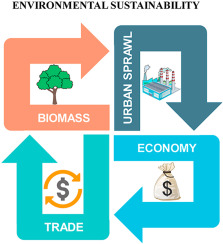 ENVIRONMENTAL SUSTAINABILITY
BIOMASS
URBAN SPRAWL
ECONOMY
$
$
TRADE